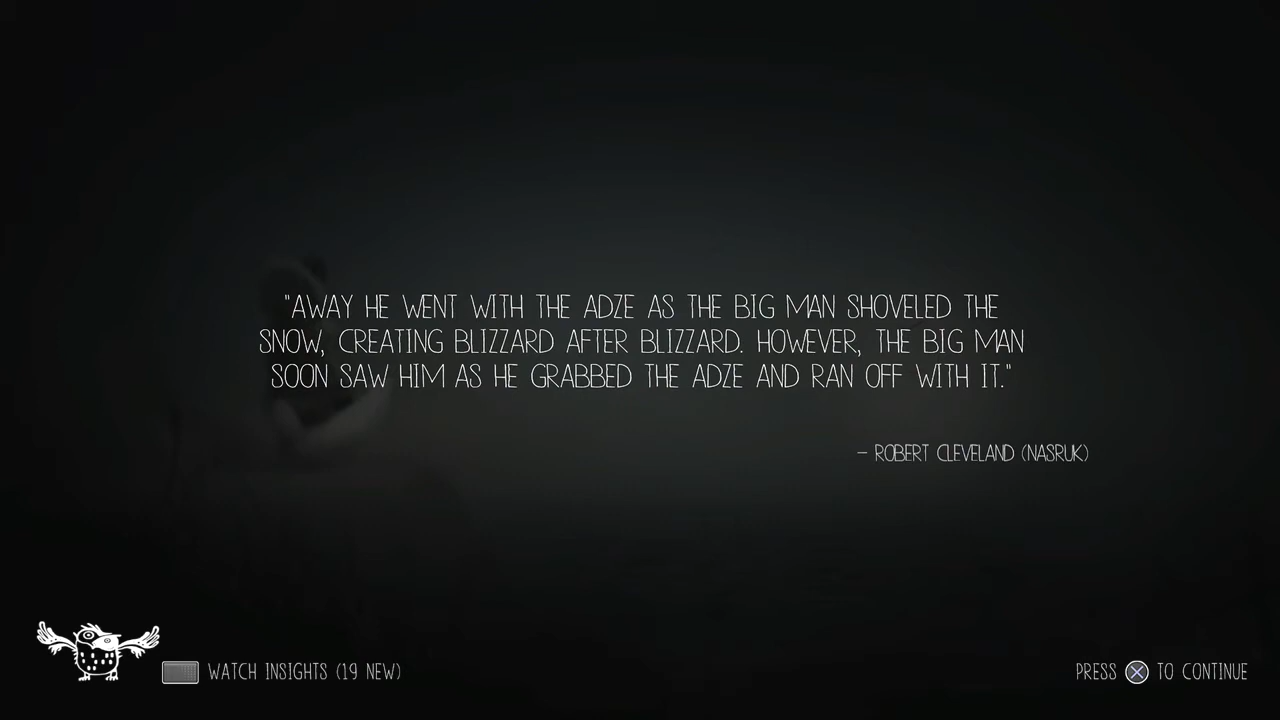 "AWAY HE WENT WITH THE ADZE AS THE BIG MAN SHOVELED THE
SNOW, CREATING BLIZZARD AFTER BLIZZARD. HOWEVER, THE BIG MAN
SOON SAW HIM AS HE GRABBED THE ADZE AND RAN OFF WITH IT."
– ROBERT CLEVELAND (NASRUK)
WATCH INSIGHTS (19 NEW)
PRESS TO CONTINUE